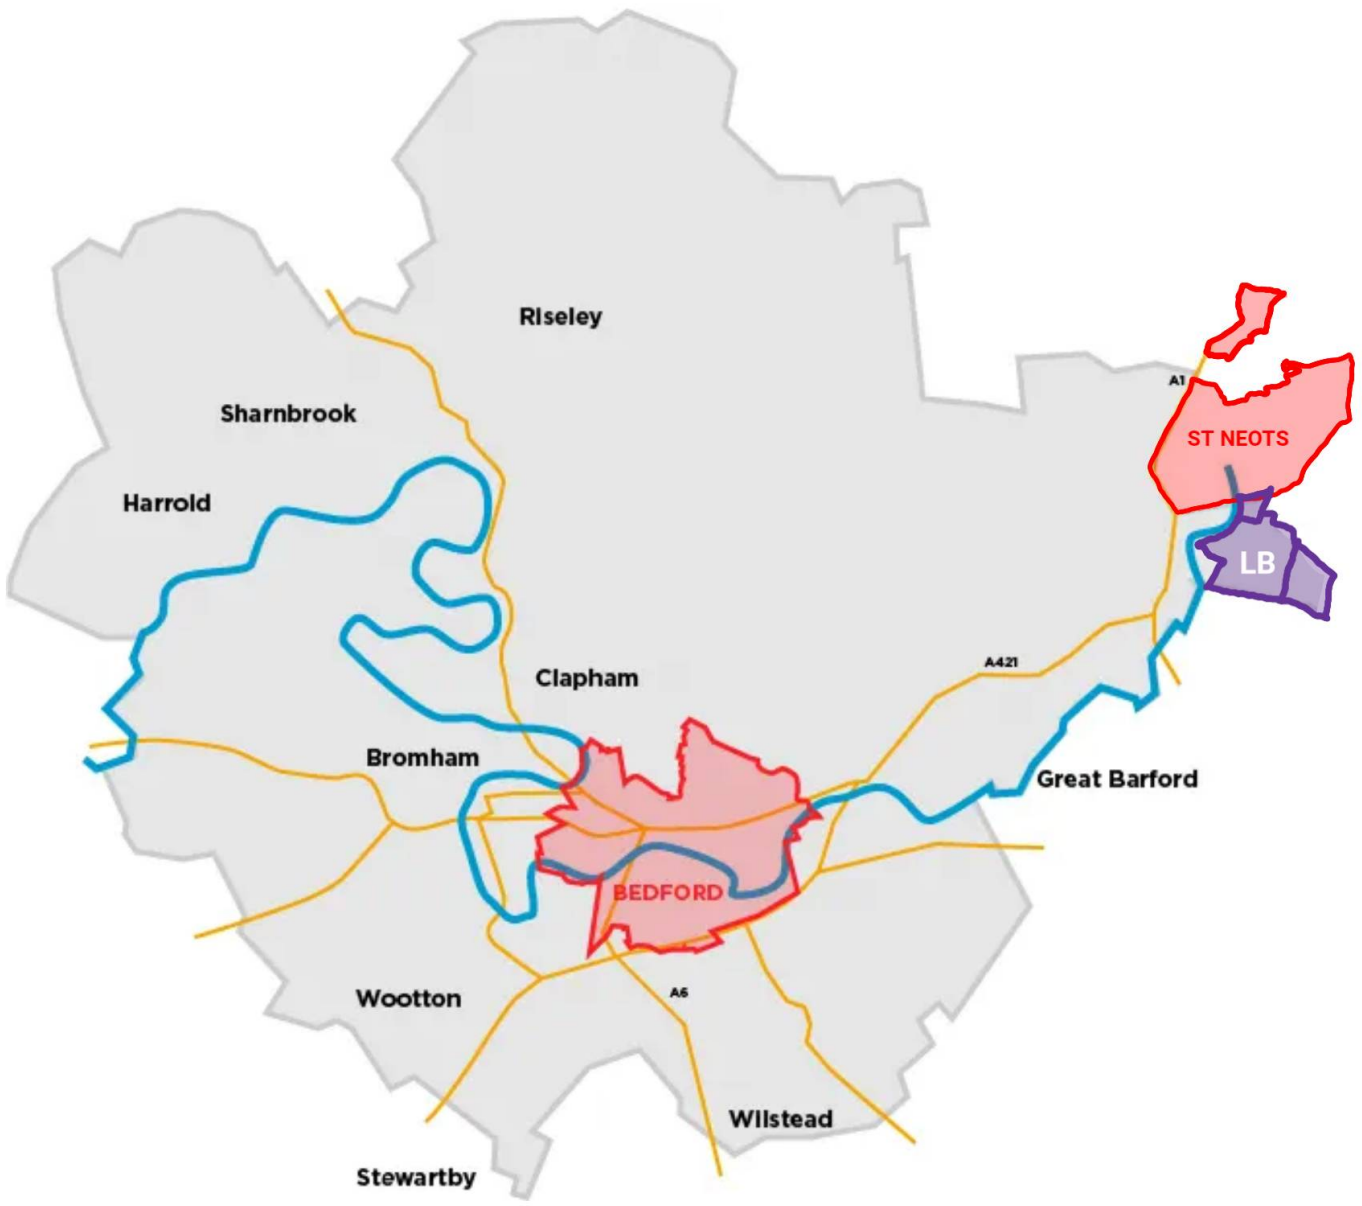 RIseley
A1
Sharnbrook
ST NEOTS
Harrold
LB
A421
Clapham
Bromham
Great Barford
BEDFORD
A6
Wootton
WIlstead
Stewartby